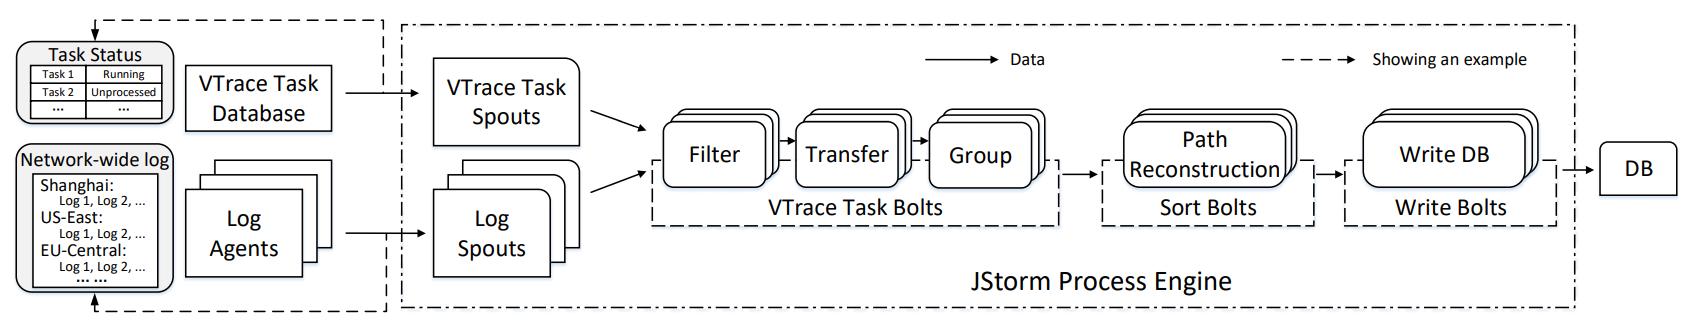 Task Status
Task 1 Running
Task 2 Unprocessed
... ...
VTrace Task
Database
Network-wide log
Shanghai:
Log 1, Log 2, ...
US-East:
Log 1, Log 2, ...
EU-Central:
Log 1, Log 2, ...
... ...
Log
Agents
VTrace Task
Spouts
Log
Spouts
Data
Showing an example
Filter
Transfer
Group
VTrace Task Bolts
Path
Reconstruction
Sort Bolts
Write DB
Write Bolts
JStorm Process Engine
DB